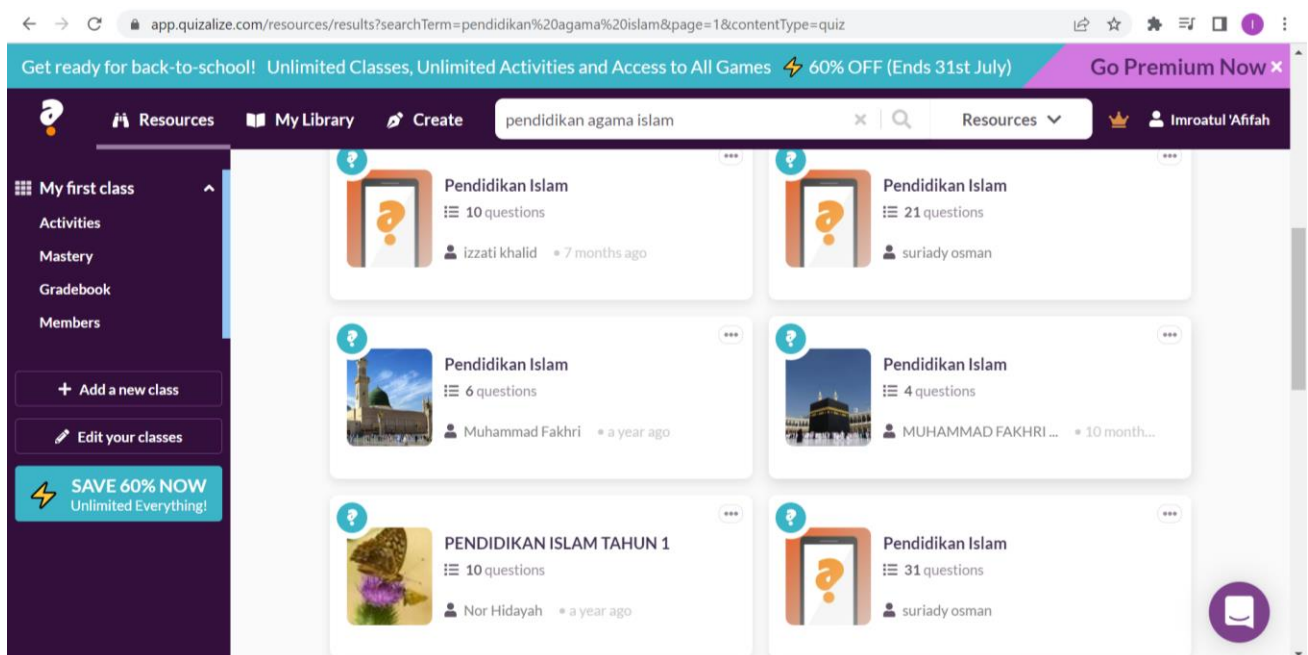 app.quizalize.com/resources/results?searchTerm=pendidikan%20agama%20islam&page=1&contentType=quiz
I
Get ready for back-to-school! Unlimited Classes, Unlimited Activities and Access to All Games 60% OFF (Ends 31st July)
Go Premium Now ×
Resources
My Library
Create
pendidikan agama islam
Resources
Imroatul 'Afifah
My first class
Activities
Mastery
Gradebook
Members
+ Add a new class
Edit your classes
SAVE 60% NOW
Unlimited Everything!
Pendidikan Islam
10 questions
izzati khalid • 7 months ago
Pendidikan Islam
21 questions
suriady osman
Pendidikan Islam
6 questions
Muhammad Fakhri • a year ago
Pendidikan Islam
4 questions
MUHAMMAD FAKHRI ... • 10 month...
PENDIDIKAN ISLAM TAHUN 1
10 questions
Nor Hidayah • a year ago
Pendidikan Islam
31 questions
suriady osman